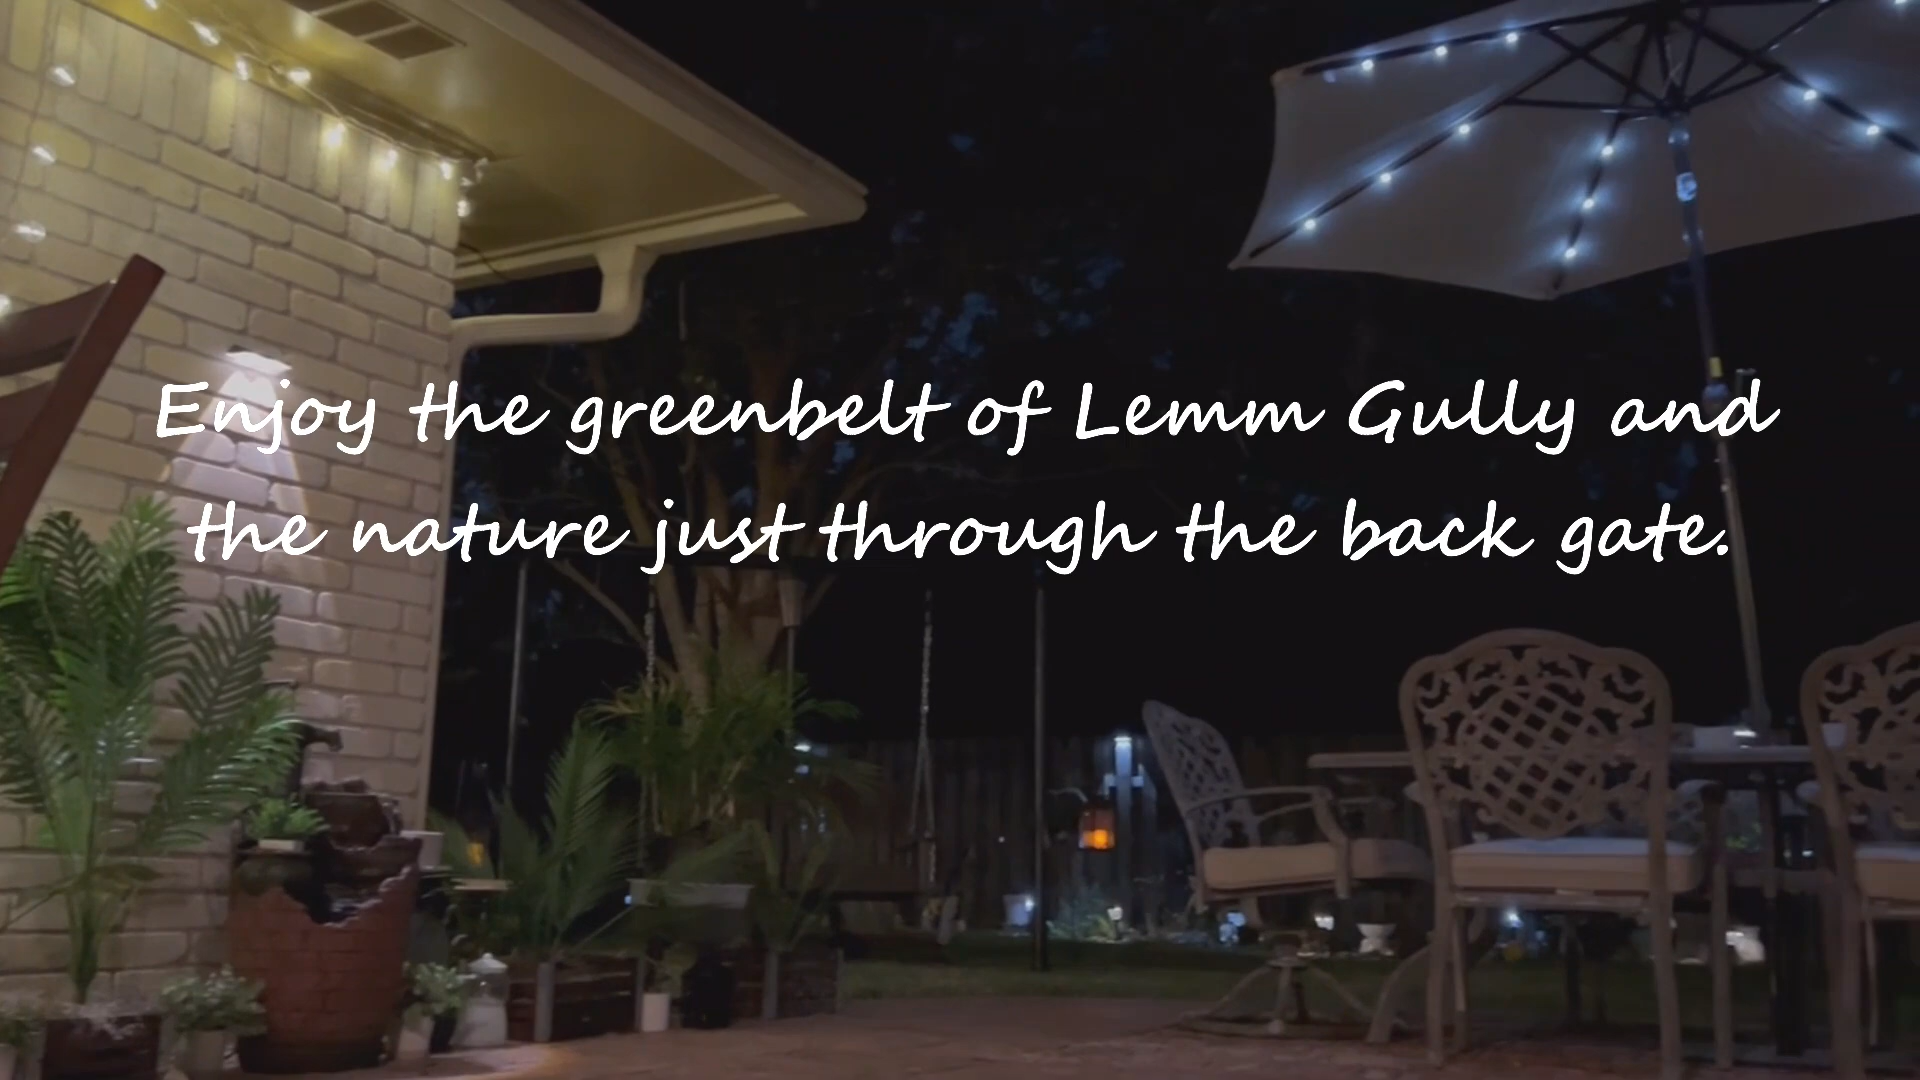 Enjoy the greenbelt of Lemm Gully and
the nature just through the back gate.